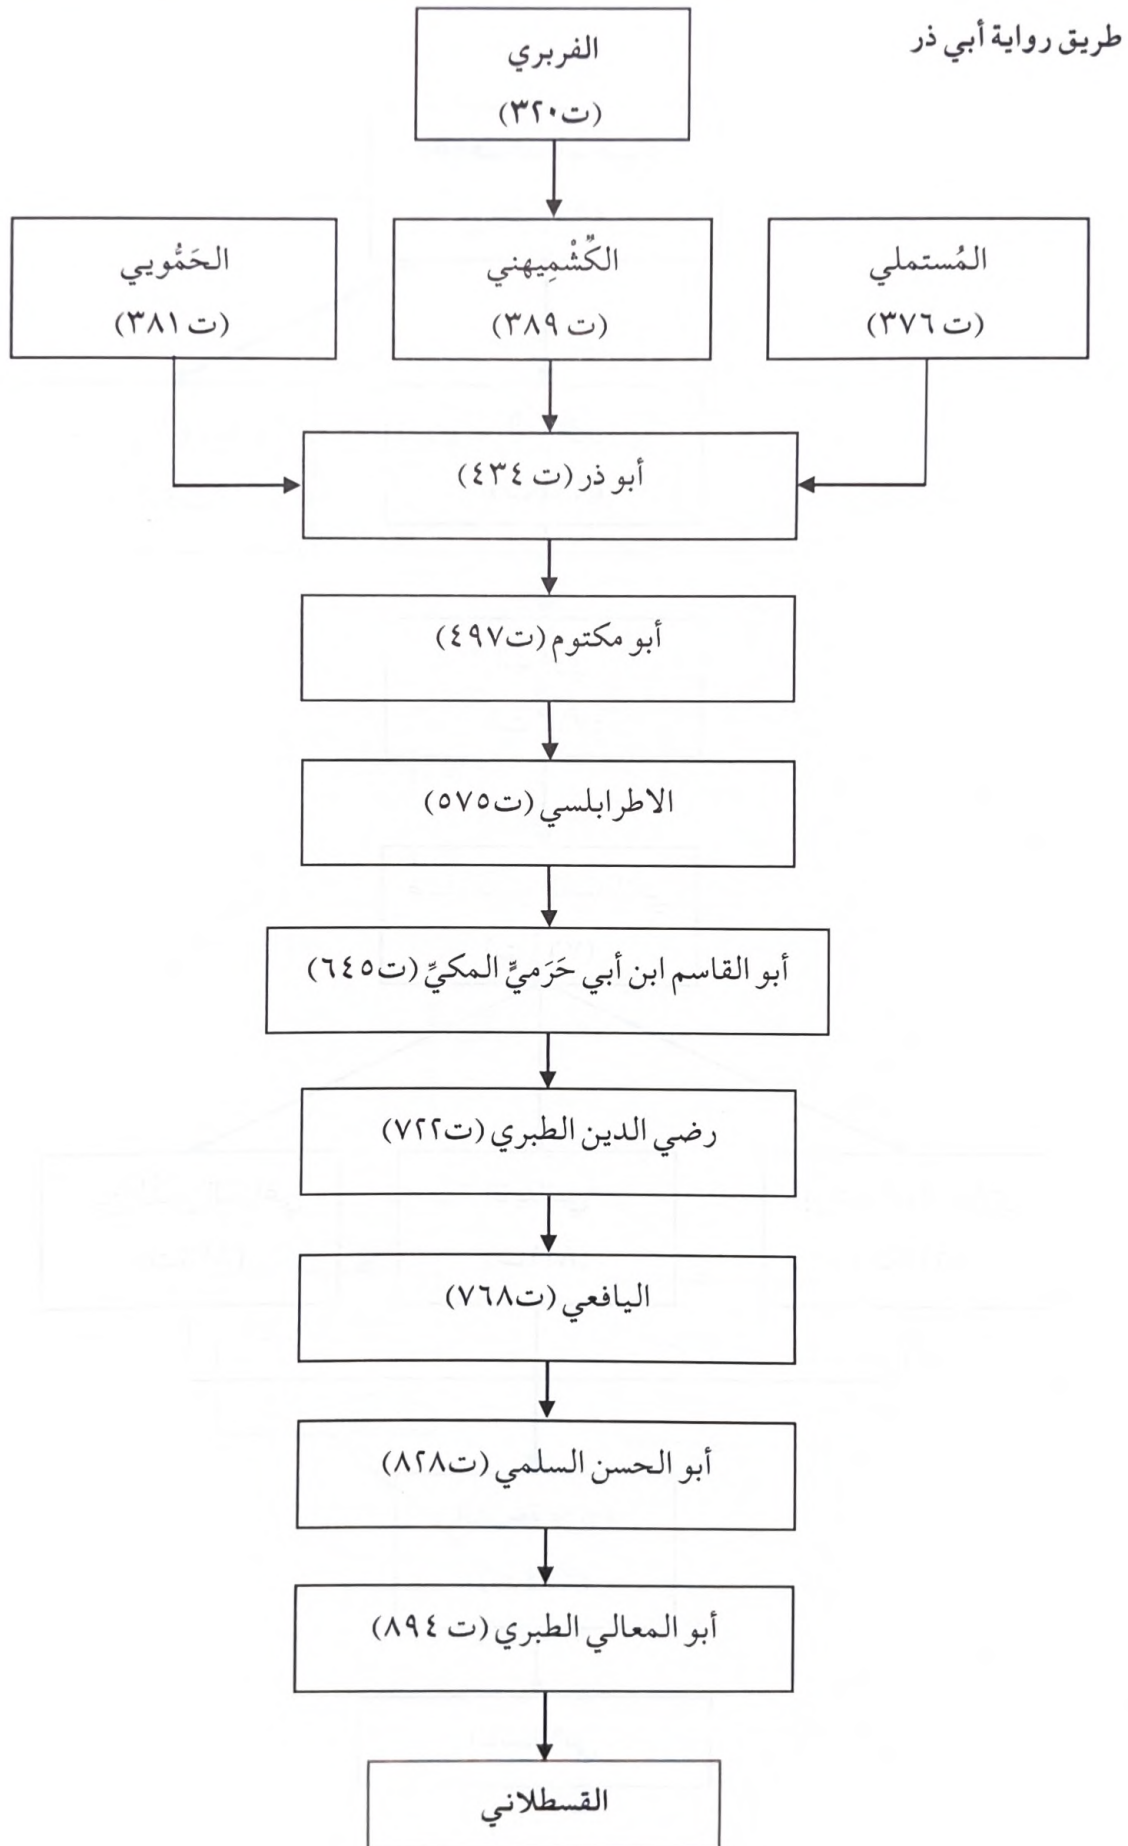 طريق رواية أبي ذر
الفربري
(ت٣٢٠)
المُستملي
(ت ٣٧٦)
الكُِشْمِيهني
(ت ٣٨٩)
الحَمُّويي
(ت ٣٨١)
أبو ذر (ت ٤٣٤)
أبو مكتوم (ت٤٩٧)
الاطرابلسي (ت٥٧٥)
أبو القاسم ابن أبي حَرَميٍّ المكيِّ (ت٦٤٥)
رضي الدين الطبري (ت٧٢٢)
اليافعي (ت٧٦٨)
أبو الحسن السلمي (ت٨٢٨)
أبو المعالي الطبري (ت ٨٩٤)
القسطلاني